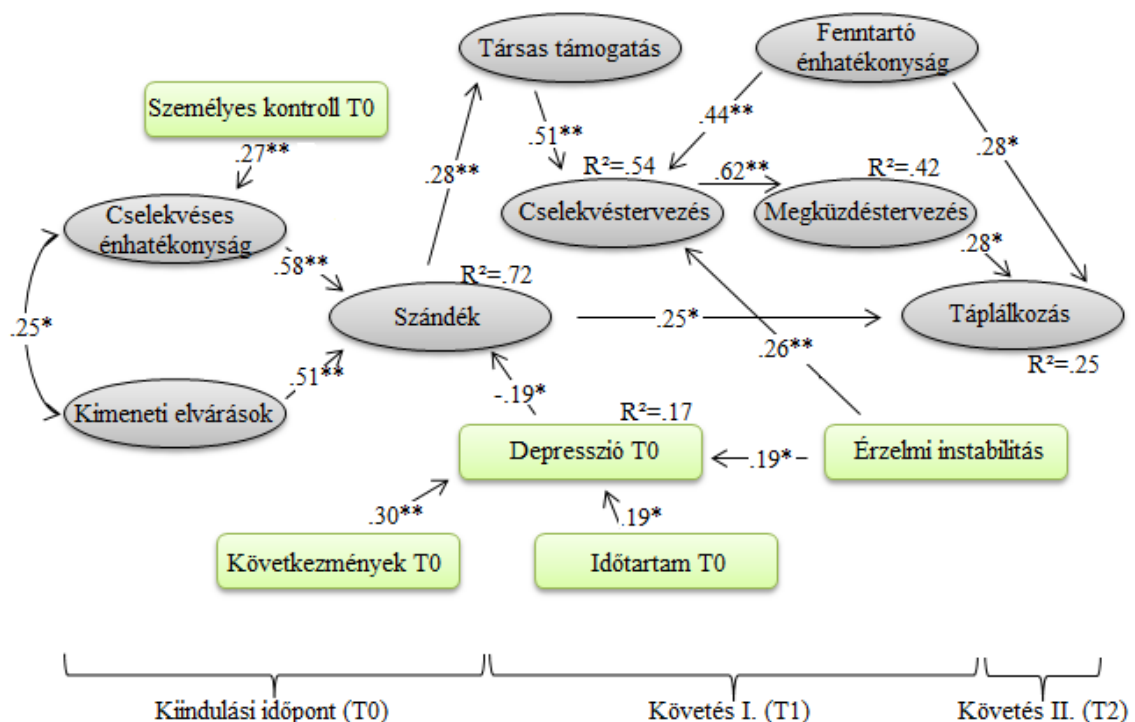 Társas támogatás
Fenntartó
énhatékonyság
Személyes kontroll T0
.27**
.51**
.44**
.28*
.28**
R²=.54
.62**
R²=.42
Cselekvéses
énhatékonyság
Cselekvéstervezés
Megküzdéstervezés
.58**
.28*
R²=.72
.25*
Szándék
.25*
Táplálkozás
.26**
R²=.25
.51**
-.19*
Kimeneti elvárások
R²=.17
Depresszió T0
.19*
Érzelmi instabilitás
.30**
.19*
Következmények T0
Időtartam T0
Kiindulási időpont (T0)
Követés I. (T1)
Követés II. (T2)